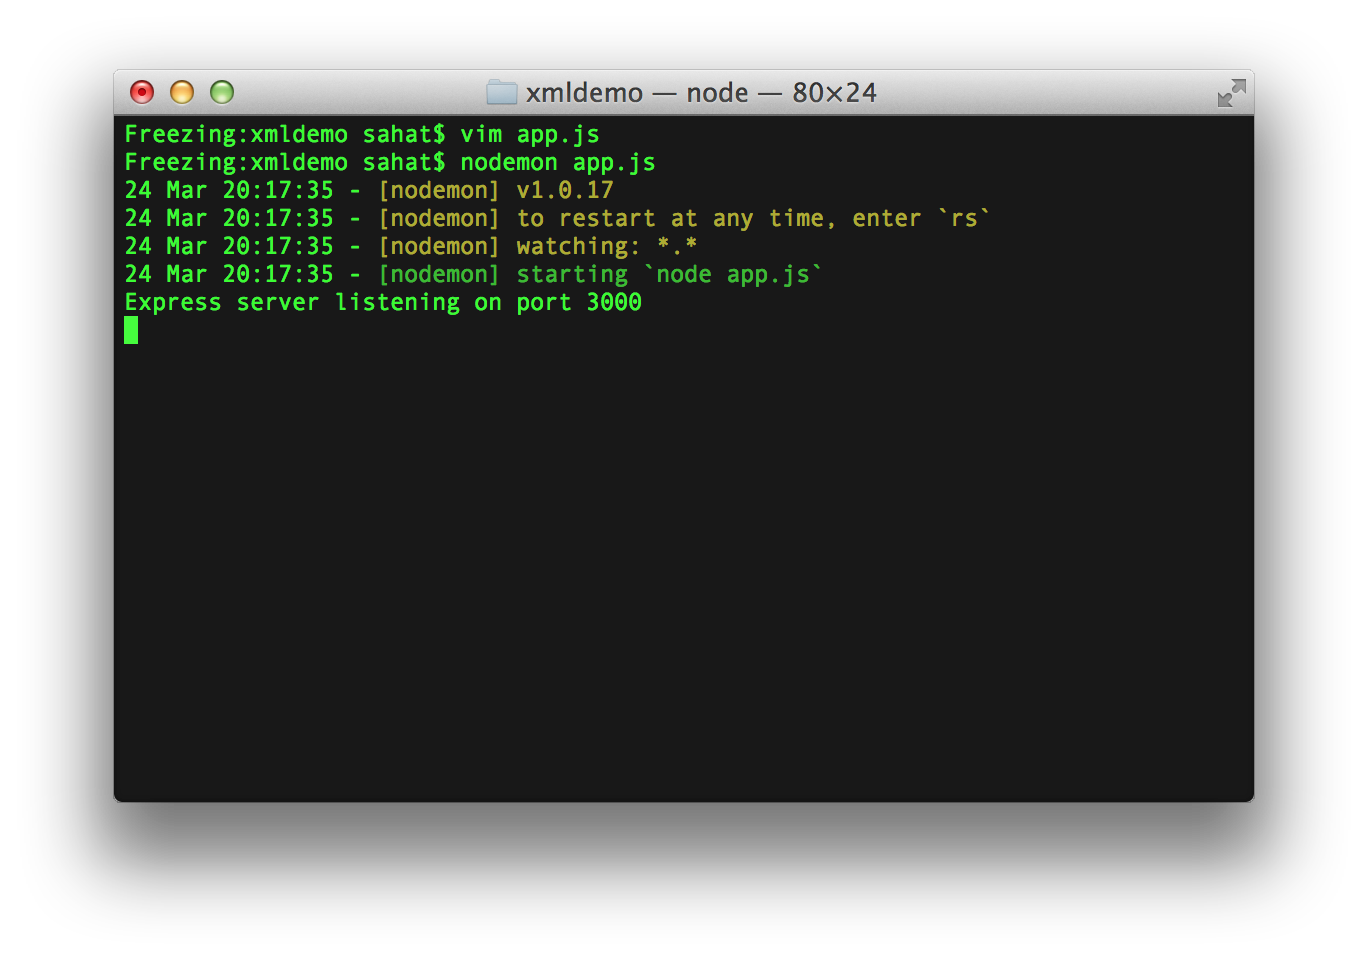 xmldemo — node — 80×24
Freezing:xmldemo sahat$ vim app.js
Freezing:xmldemo sahat$ nodemon app.js
24 Mar 20:17:35 - [nodemon] v1.0.17
24 Mar 20:17:35 - [nodemon] to restart at any time, enter `rs`
24 Mar 20:17:35 - [nodemon] watching: *.*
24 Mar 20:17:35 - [nodemon] starting `node app.js`
Express server listening on port 3000